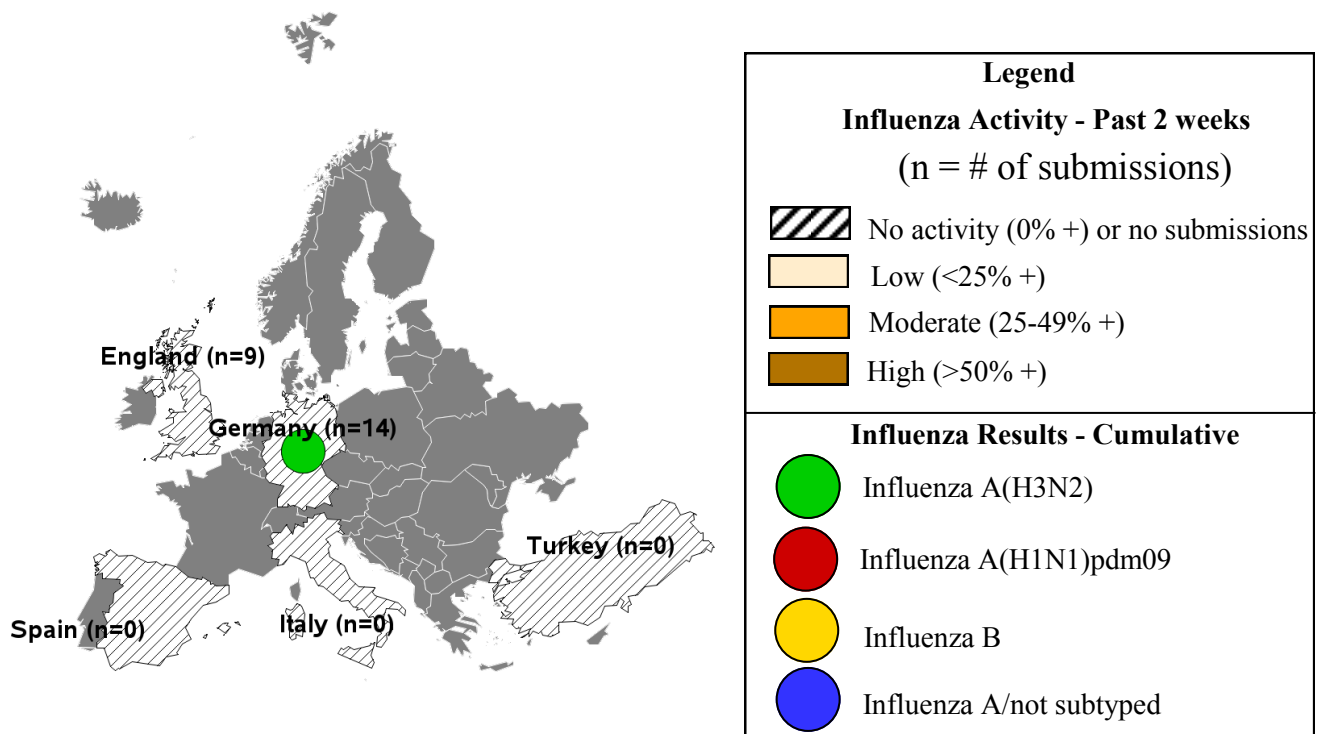 England (n=9)
Germany (n=14)
Turkey (n=0)
Spain (n=0)
Italy (n=0)
Legend
Influenza Activity - Past 2 weeks
(n = # of submissions)
No activity (0% +) or no submissions
Low (<25% +)
Moderate (25-49% +)
High (>50% +)
Influenza Results - Cumulative
Influenza A(H3N2)
Influenza A(H1N1)pdm09
Influenza B
Influenza A/not subtyped